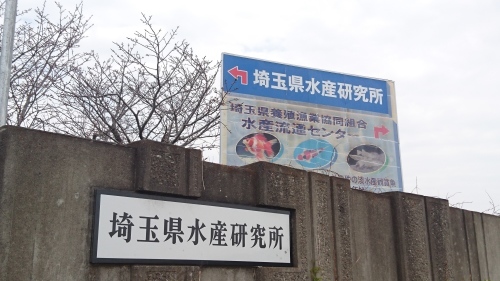 埼玉県水産研究所
埼玉県養殖漁業協同組合
水産流通センター
埼玉県水産研究所